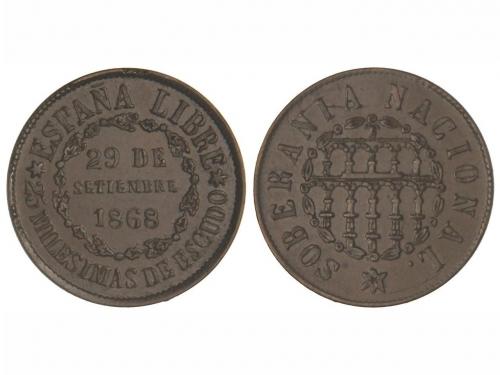 ESPAÑA LIBRE
29 DE
SETIEMBRE
1868
25 MILESIMAS DE ESCUDO
SOBERANIA NACIONAL.